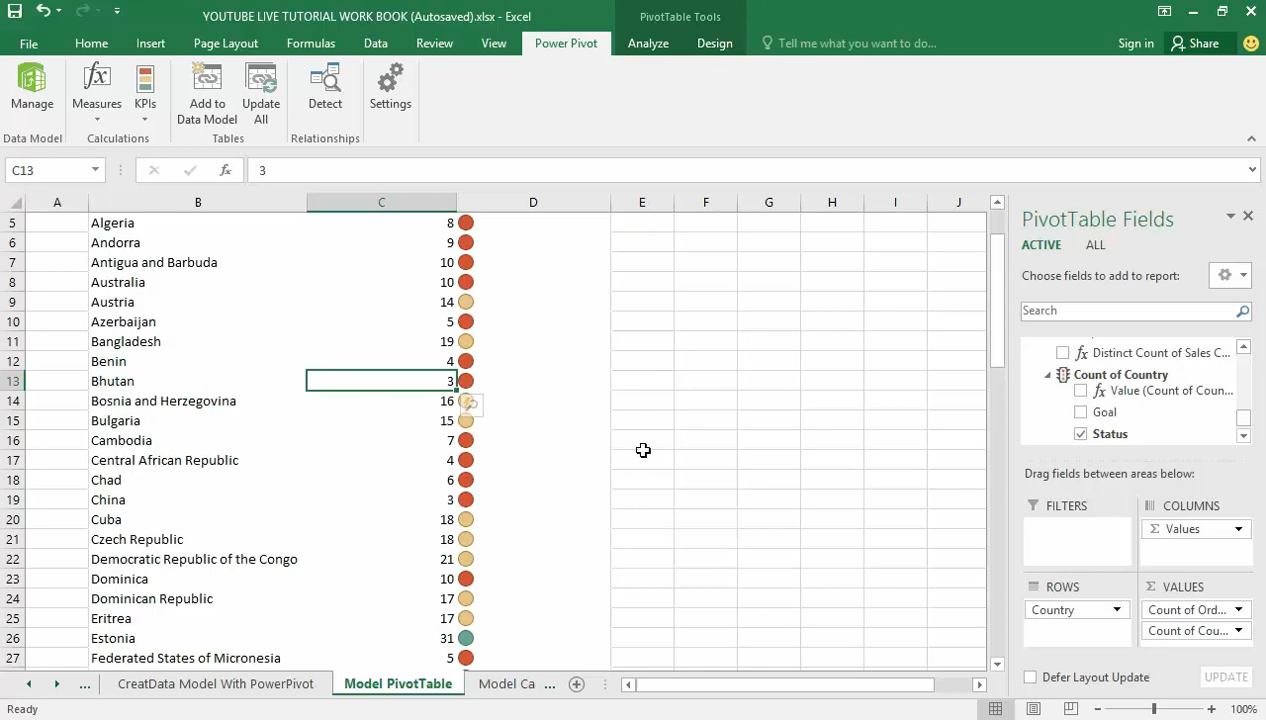 YOUTUBE LIVE TUTORIAL WORK BOOK (Autosaved).xlsx - Excel
PivotTable Tools
File Home Insert Page Layout Formulas Data Review View Power Pivot Analyze Design Tell me what you want to do... Sign in Share
Manage Measures KPIs Add to Data Model Update All Detect Settings
Data Model Calculations Tables Relationships
C13 fx 3
A B C D E F G H I J
5 Algeria 8
6 Andorra 9
7 Antigua and Barbuda 10
8 Australia 10
9 Austria 14
10 Azerbaijan 5
11 Bangladesh 19
12 Benin 4
13 Bhutan 3
14 Bosnia and Herzegovina 16
15 Bulgaria 15
16 Cambodia 7
17 Central African Republic 4
18 Chad 6
19 China 3
20 Cuba 18
21 Czech Republic 18
22 Democratic Republic of the Congo 21
23 Dominica 10
24 Dominican Republic 17
25 Eritrea 17
26 Estonia 31
27 Federated States of Micronesia 5
PivotTable Fields
ACTIVE ALL
Choose fields to add to report:
Search
fx Distinct Count of Sales C...
Count of Country
fx Value (Count of Coun...
Goal
Status
Drag fields between areas below:
FILTERS COLUMNS
Σ Values
ROWS Σ VALUES
Country Count of Ord...
Count of Cou...
Defer Layout Update UPDATE
... CreatData Model With PowerPivot Model PivotTable Model Ca ...
Ready 100%